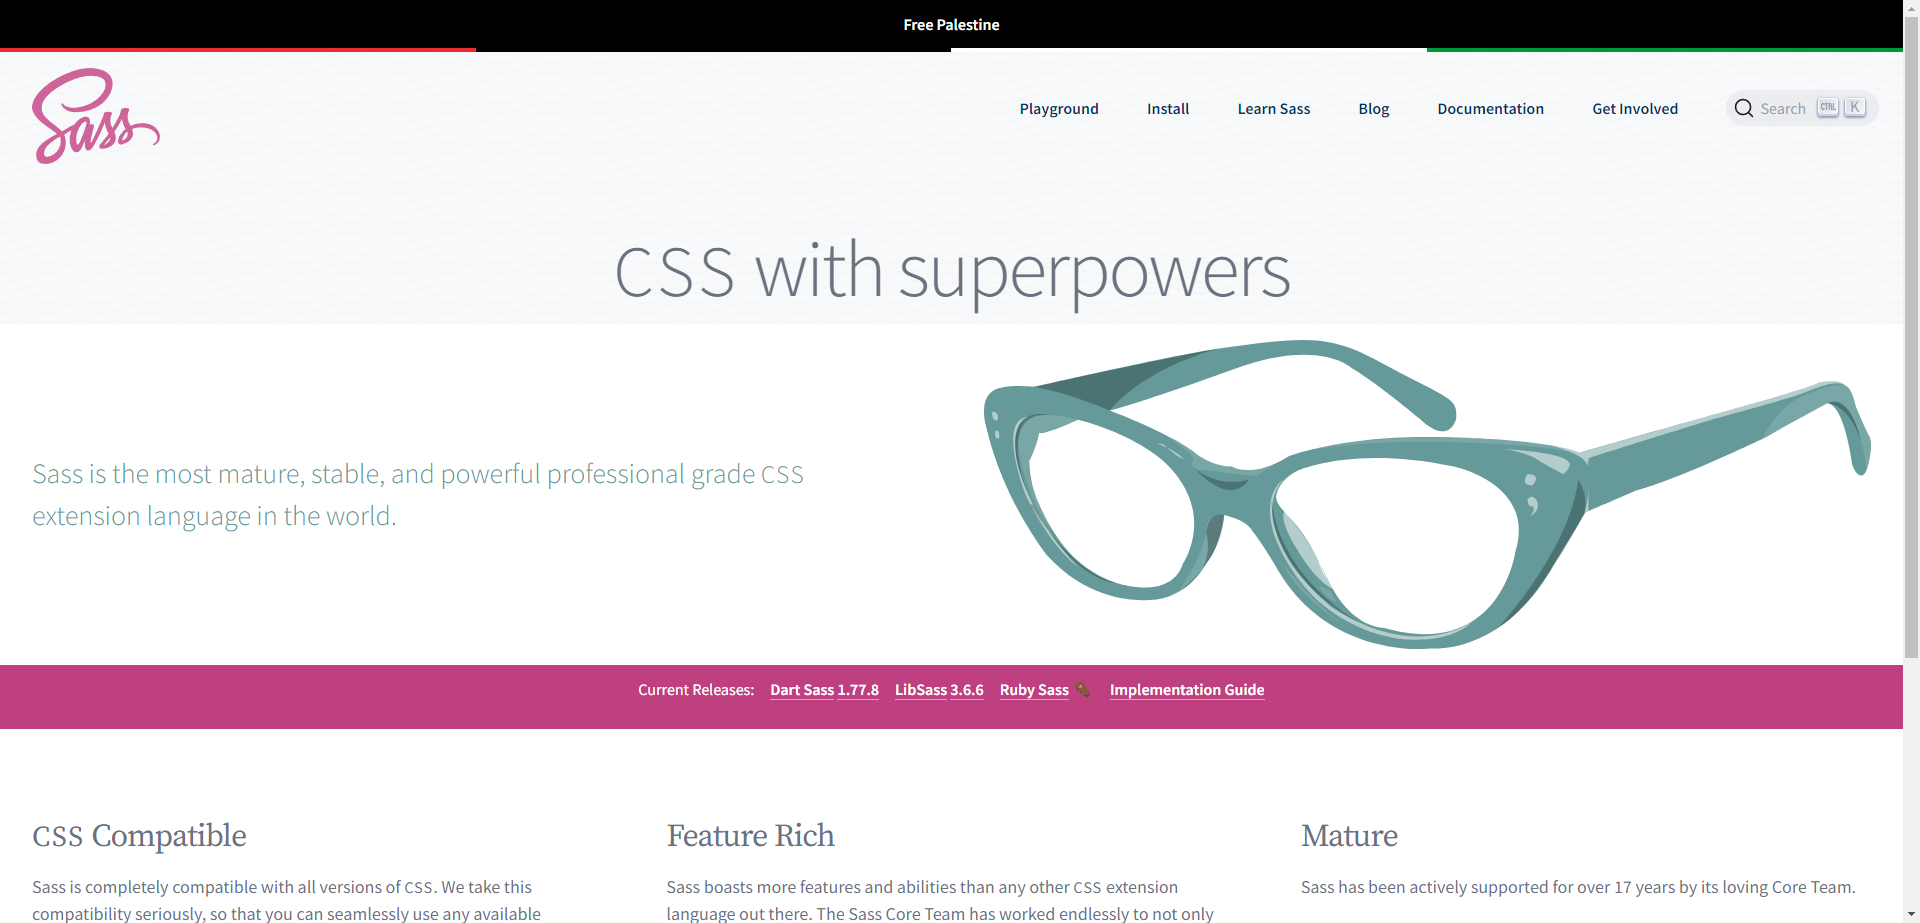 Free Palestine
Sass
Playground
Install
Learn Sass
Blog
Documentation
Get Involved
Search CTRL K
CSS with superpowers
Sass is the most mature, stable, and powerful professional grade CSS
extension language in the world.
Current Releases: Dart Sass 1.77.8 LibSass 3.6.6 Ruby Sass Implementation Guide
CSS Compatible
Sass is completely compatible with all versions of CSS. We take this
compatibility seriously, so that you can seamlessly use any available
Feature Rich
Sass boasts more features and abilities than any other CSS extension
language out there. The Sass Core Team has worked endlessly to not only
Mature
Sass has been actively supported for over 17 years by its loving Core Team.